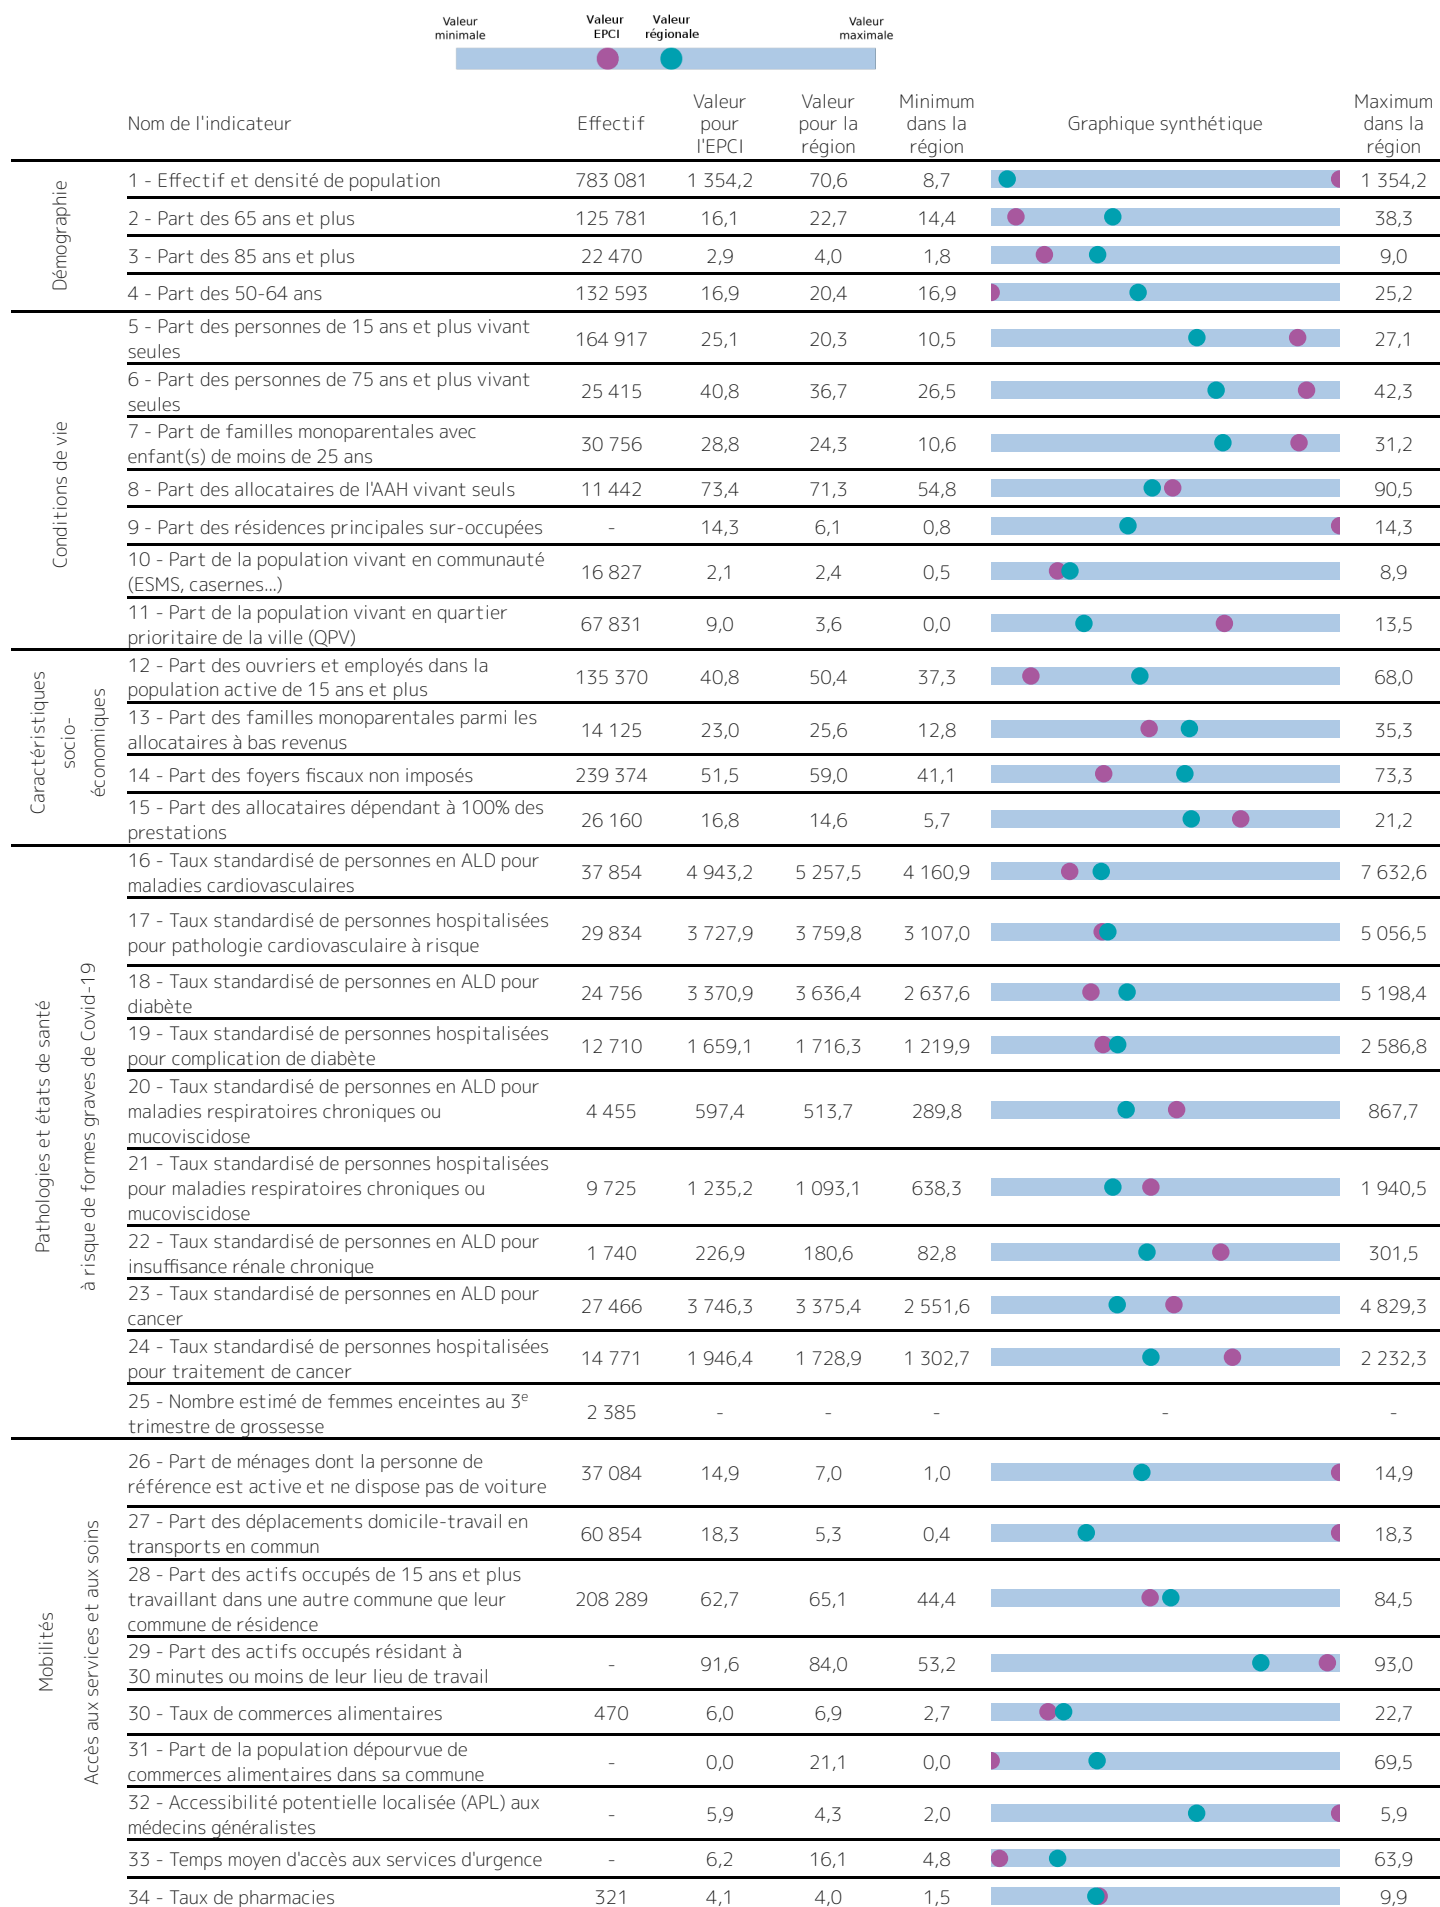 Valeur minimale
Valeur EPCI
Valeur régionale
Valeur maximale
Nom de l'indicateur
Effectif
Valeur pour l'EPCI
Valeur pour la région
Minimum dans la région
Graphique synthétique
Maximum dans la région
Démographie
1 - Effectif et densité de population 783 081 1 354,2 70,6 8,7 1 354,2
2 - Part des 65 ans et plus 125 781 16,1 22,7 14,4 38,3
3 - Part des 85 ans et plus 22 470 2,9 4,0 1,8 9,0
4 - Part des 50-64 ans 132 593 16,9 20,4 16,9 25,2
Conditions de vie
5 - Part des personnes de 15 ans et plus vivant
seules 164 917 25,1 20,3 10,5 27,1
6 - Part des personnes de 75 ans et plus vivant
seules 25 415 40,8 36,7 26,5 42,3
7 - Part de familles monoparentales avec
enfant(s) de moins de 25 ans 30 756 28,8 24,3 10,6 31,2
8 - Part des allocataires de l'AAH vivant seuls 11 442 73,4 71,3 54,8 90,5
9 - Part des résidences principales sur-occupées - 14,3 6,1 0,8 14,3
10 - Part de la population vivant en communauté
(ESMS, casernes...) 16 827 2,1 2,4 0,5 8,9
11 - Part de la population vivant en quartier
prioritaire de la ville (QPV) 67 831 9,0 3,6 0,0 13,5
Caractéristiques
socio-
économiques
12 - Part des ouvriers et employés dans la
population active de 15 ans et plus 135 370 40,8 50,4 37,3 68,0
13 - Part des familles monoparentales parmi les
allocataires à bas revenus 14 125 23,0 25,6 12,8 35,3
14 - Part des foyers fiscaux non imposés 239 374 51,5 59,0 41,1 73,3
15 - Part des allocataires dépendant à 100% des
prestations 26 160 16,8 14,6 5,7 21,2
Pathologies et états de santé
à risque de formes graves de Covid-19
16 - Taux standardisé de personnes en ALD pour
maladies cardiovasculaires 37 854 4 943,2 5 257,5 4 160,9 7 632,6
17 - Taux standardisé de personnes hospitalisées
pour pathologie cardiovasculaire à risque 29 834 3 727,9 3 759,8 3 107,0 5 056,5
18 - Taux standardisé de personnes en ALD pour
diabète 24 756 3 370,9 3 636,4 2 637,6 5 198,4
19 - Taux standardisé de personnes hospitalisées
pour complication de diabète 12 710 1 659,1 1 716,3 1 219,9 2 586,8
20 - Taux standardisé de personnes en ALD pour
maladies respiratoires chroniques ou 4 455 597,4 513,7 289,8 867,7
mucoviscidose
21 - Taux standardisé de personnes hospitalisées
pour maladies respiratoires chroniques ou 9 725 1 235,2 1 093,1 638,3 1 940,5
mucoviscidose
22 - Taux standardisé de personnes en ALD pour
insuffisance rénale chronique 1 740 226,9 180,6 82,8 301,5
23 - Taux standardisé de personnes en ALD pour
cancer 27 466 3 746,3 3 375,4 2 551,6 4 829,3
24 - Taux standardisé de personnes hospitalisées
pour traitement de cancer 14 771 1 946,4 1 728,9 1 302,7 2 232,3
25 - Nombre estimé de femmes enceintes au 3e
trimestre de grossesse 2 385 - - - - -
Mobilités
Accès aux services et aux soins
26 - Part de ménages dont la personne de
référence est active et ne dispose pas de voiture 37 084 14,9 7,0 1,0 14,9
27 - Part des déplacements domicile-travail en
transports en commun 60 854 18,3 5,3 0,4 18,3
28 - Part des actifs occupés de 15 ans et plus
travaillant dans une autre commune que leur 208 289 62,7 65,1 44,4 84,5
commune de résidence
29 - Part des actifs occupés résidant à
30 minutes ou moins de leur lieu de travail - 91,6 84,0 53,2 93,0
30 - Taux de commerces alimentaires 470 6,0 6,9 2,7 22,7
31 - Part de la population dépourvue de
commerces alimentaires dans sa commune - 0,0 21,1 0,0 69,5
32 - Accessibilité potentielle localisée (APL) aux
médecins généralistes - 5,9 4,3 2,0 5,9
33 - Temps moyen d'accès aux services d'urgence - 6,2 16,1 4,8 63,9
34 - Taux de pharmacies 321 4,1 4,0 1,5 9,9